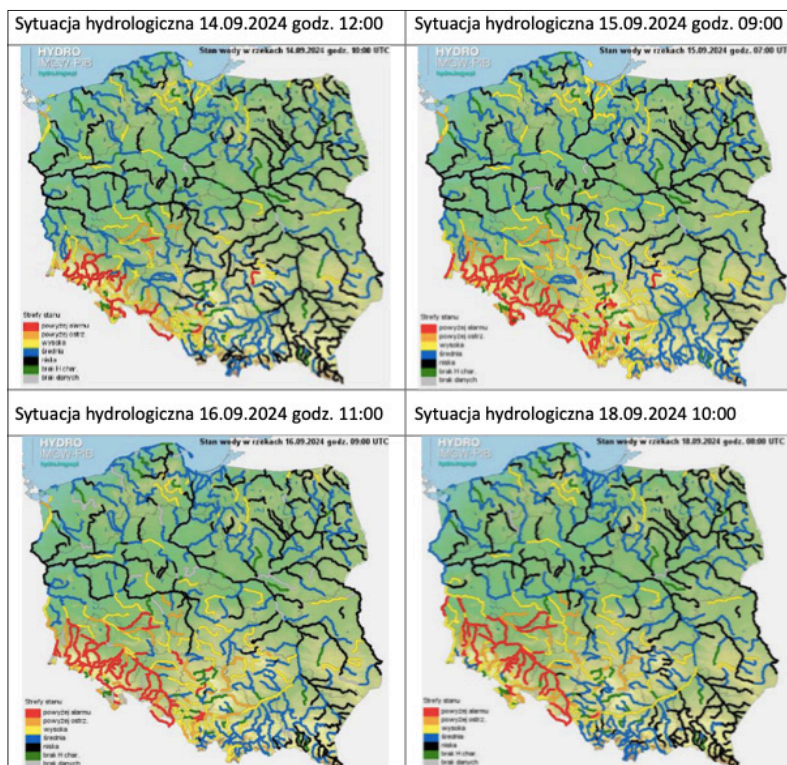 Sytuacja hydrologiczna 14.09.2024 godz. 12:00
HYDRO
IMGW-PIB
Stan wody w rzekach 14.09.2024 godz. 10:00 UTC
Strefy stanu
powyżej alarmu
powyżej ostrz.
wysoka
średnia
niska
brak H char.
brak danych
Sytuacja hydrologiczna 15.09.2024 godz. 09:00
HYDRO
IMGW-PIB
Stan wody w rzekach 15.09.2024 godz. 07:00 UTC
Strefy stanu
powyżej alarmu
powyżej ostrz.
wysoka
średnia
niska
brak H char.
brak danych
Sytuacja hydrologiczna 16.09.2024 godz. 11:00
HYDRO
IMGW-PIB
Stan wody w rzekach 16.09.2024 godz. 09:00 UTC
Strefy stanu
powyżej alarmu
powyżej ostrz.
wysoka
średnia
niska
brak H char.
brak danych
Sytuacja hydrologiczna 18.09.2024 10:00
HYDRO
IMGW-PIB
Stan wody w rzekach 18.09.2024 godz. 08:00 UTC
Strefy stanu
powyżej alarmu
powyżej ostrz.
wysoka
średnia
niska
brak H char.
brak danych